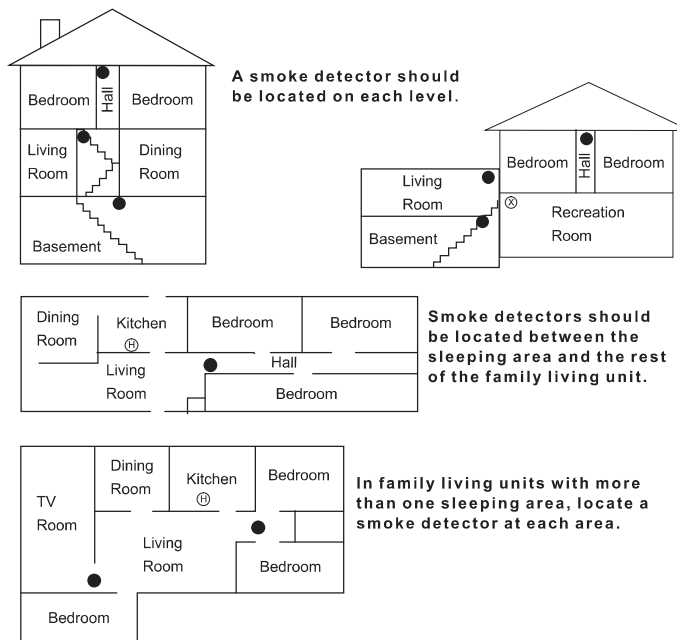 A smoke detector should
be located on each level.
Bedroom
Hall
Bedroom
Living
Room
Dining
Room
Basement
Bedroom
Hall
Bedroom
Living
Room
X
Recreation
Room
Basement
Dining
Room
Kitchen
H
Bedroom
Bedroom
Living
Room
Hall
Bedroom
Smoke detectors should
be located between the
sleeping area and the rest
of the family living unit.
TV
Room
Dining
Room
Kitchen
H
Bedroom
Living
Room
Bedroom
Bedroom
In family living units with more
than one sleeping area, locate a
smoke detector at each area.